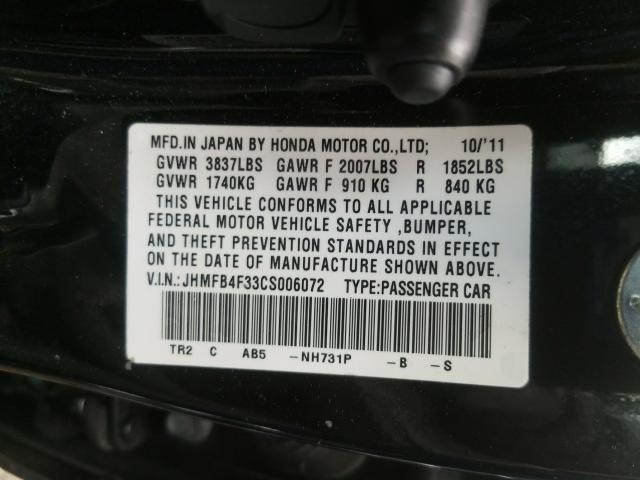 MFD.IN JAPAN BY HONDA MOTOR CO.,LTD; 10/'11
GVWR 3837LBS GAWR F 2007LBS R 1852LBS
GVWR 1740KG GAWR F 910 KG R 840 KG
THIS VEHICLE CONFORMS TO ALL APPLICABLE
FEDERAL MOTOR VEHICLE SAFETY ,BUMPER,
AND THEFT PREVENTION STANDARDS IN EFFECT
ON THE DATE OF MANUFACTURE SHOWN ABOVE.
V.I.N.:JHMFB4F33CS006072 TYPE:PASSENGER CAR
TR2 C AB5 -NH731P -B -S